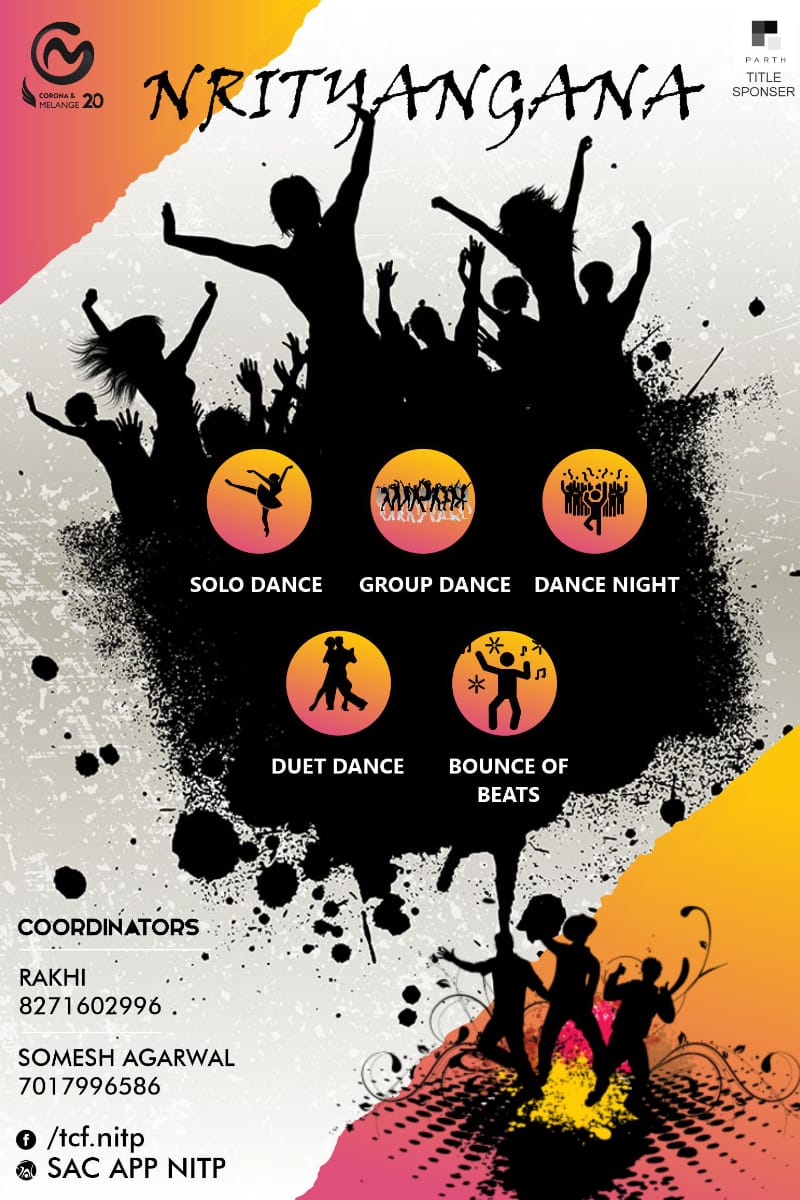 CORONA &
MELANGE 20
NRITYANGANA
PARTH
TITLE
SPONSER
SOLO DANCE
GROUP DANCE
DANCE NIGHT
DUET DANCE
BOUNCE OF
BEATS
COORDINATORS
RAKHI
8271602996
SOMESH AGARWAL
7017996586
/tcf.nitp
SAC APP NITP